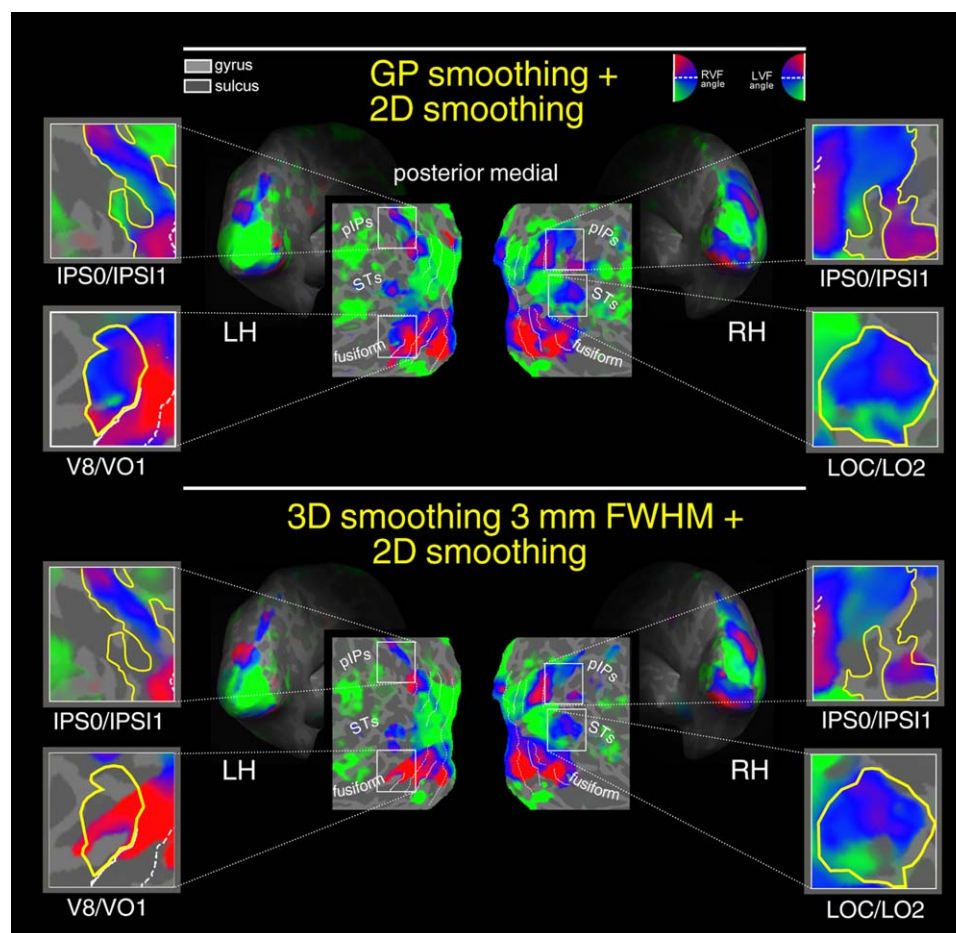 gyrus
sulcus
GP smoothing +
2D smoothing
RVF
angle
LVF
angle
posterior medial
pIPs
pIPs
IPS0/IPSI1
IPS0/IPSI1
STs
STs
LH
RH
fusiform
fusiform
V8/VO1
LOC/LO2
3D smoothing 3 mm FWHM +
2D smoothing
pIPs
pIPs
IPS0/IPSI1
IPS0/IPSI1
STs
STs
LH
RH
fusiform
fusiform
V8/VO1
LOC/LO2